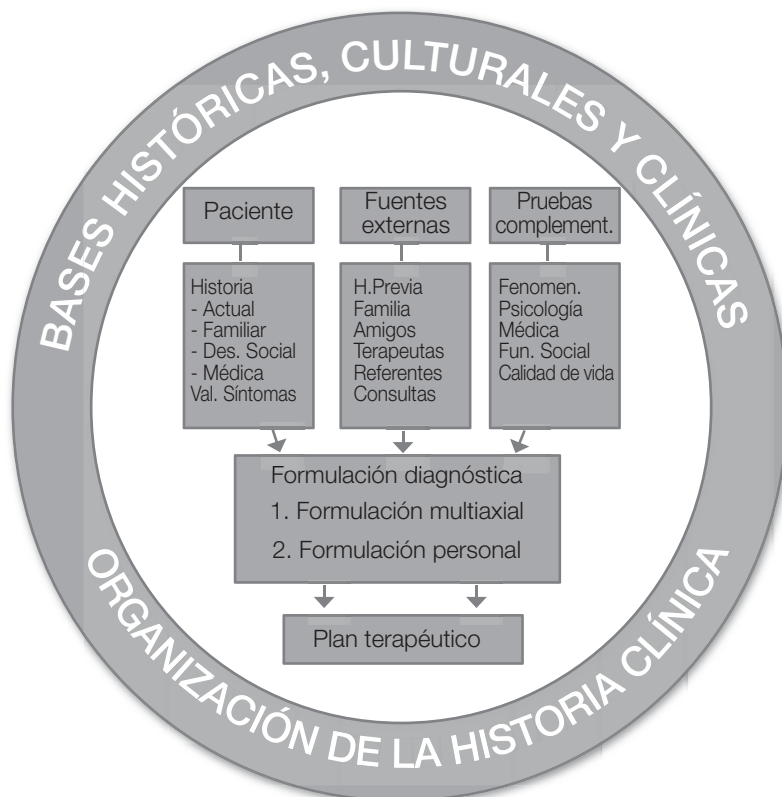 BASES HISTÓRICAS, CULTURALES Y CLÍNICAS
Paciente
Fuentes
externas
Pruebas
complement.
Historia
- Actual
- Familiar
- Des. Social
- Médica
Val. Síntomas
H.Previa
Familia
Amigos
Terapeutas
Referentes
Consultas
Fenomen.
Psicología
Médica
Fun. Social
Calidad de vida
Formulación diagnóstica
1. Formulación multiaxial
2. Formulación personal
Plan terapéutico
ORGANIZACIÓN DE LA HISTORIA CLÍNICA